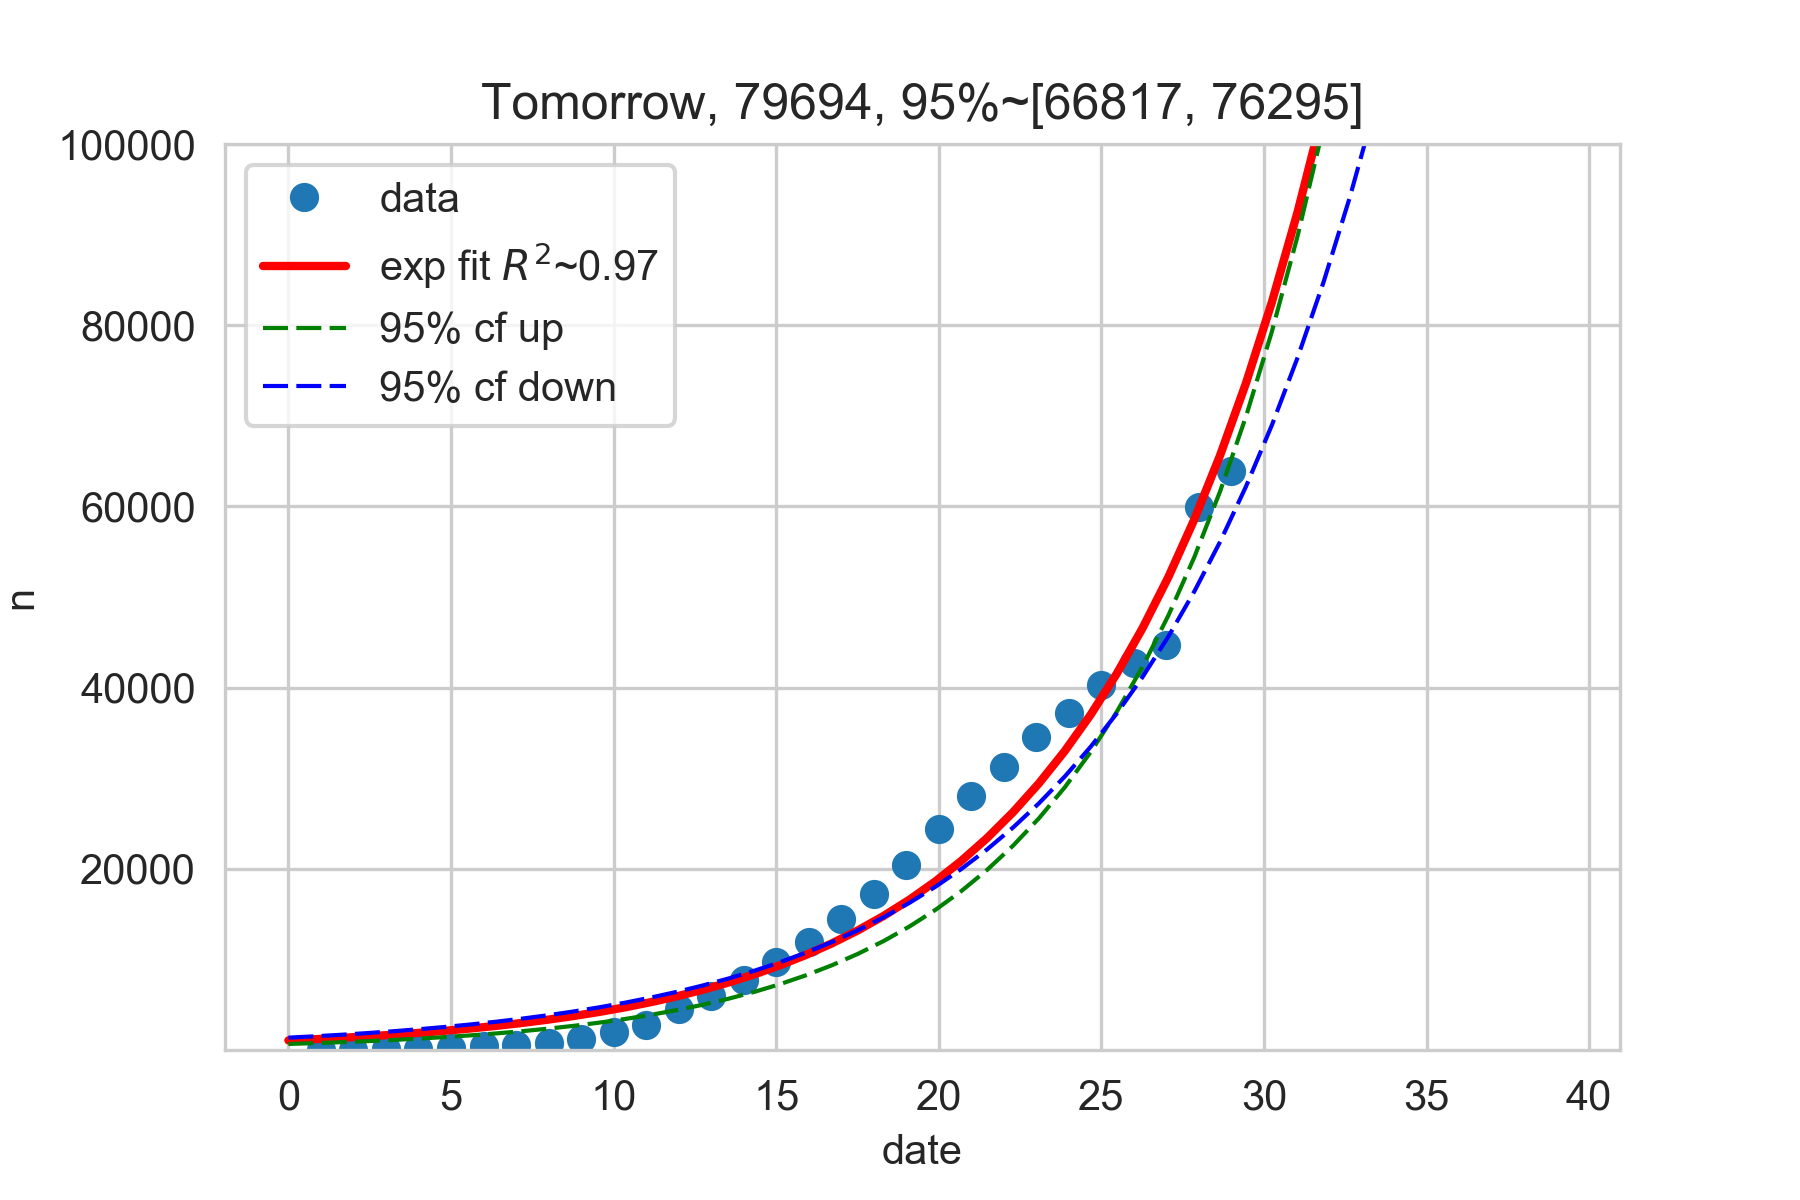 Tomorrow, 79694, 95%~[66817, 76295]
100000
80000
60000
40000
20000
n
data
exp fit R²~0.97
95% cf up
95% cf down
0 5 10 15 20 25 30 35 40
date